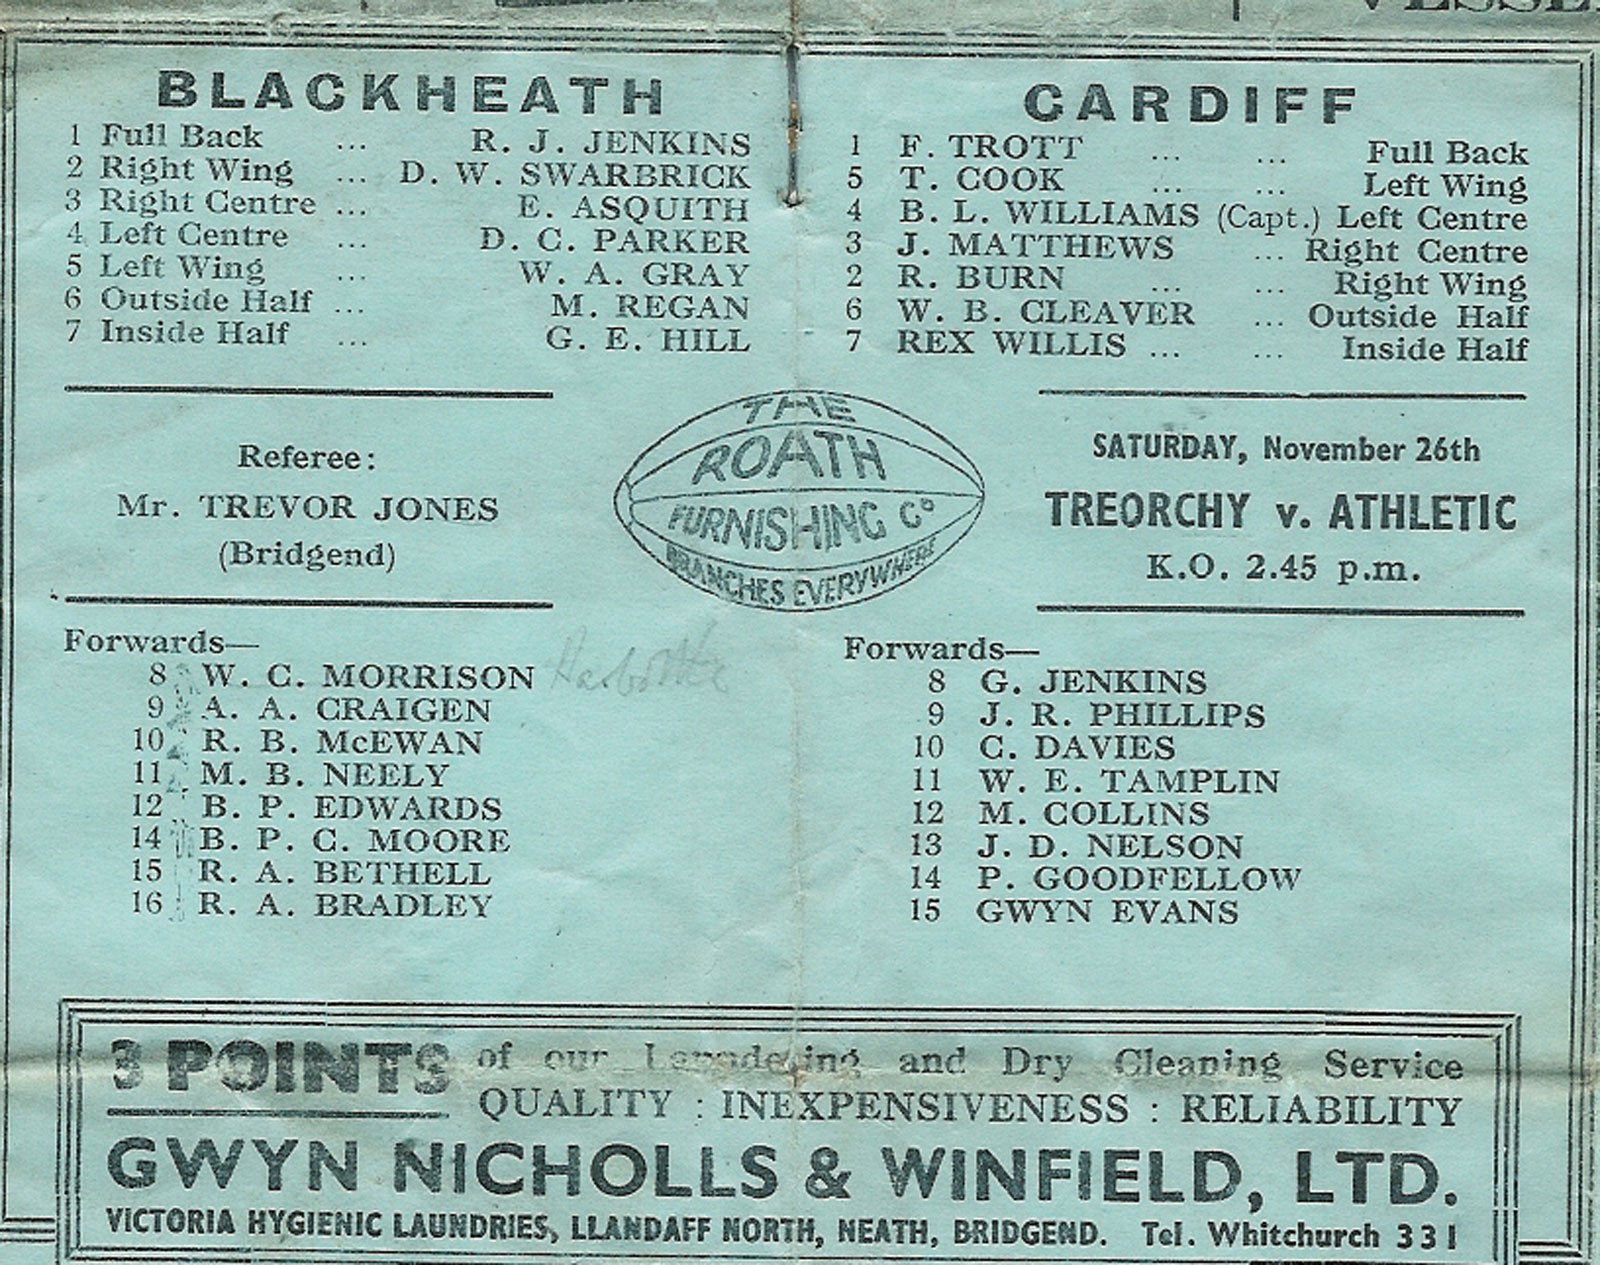 BLACKHEATH
1 Full Back ... R. J. JENKINS
2 Right Wing ... D. W. SWARBRICK
3 Right Centre ... E. ASQUITH
4 Left Centre ... D. C. PARKER
5 Left Wing ... W. A. GRAY
6 Outside Half ... M. REGAN
7 Inside Half ... G. E. HILL
CARDIFF
1 F. TROTT ... ... Full Back
5 T. COOK ... ... Left Wing
4 B. L. WILLIAMS (Capt.) Left Centre
3 J. MATTHEWS ... Right Centre
2 R. BURN ... ... Right Wing
6 W. B. CLEAVER ... Outside Half
7 REX WILLIS ... ... Inside Half
Referee:
Mr. TREVOR JONES
(Bridgend)
THE
ROATH
FURNISHING Co
BRANCHES EVERYWHERE
SATURDAY, November 26th
TREORCHY v. ATHLETIC
K.O. 2.45 p.m.
Forwards—
8 W. C. MORRISON
9 A. A. CRAIGEN
10 R. B. McEWAN
11 M. B. NEELY
12 B. P. EDWARDS
14 B. P. C. MOORE
15 R. A. BETHELL
16 R. A. BRADLEY
Forwards—
8 G. JENKINS
9 J. R. PHILLIPS
10 C. DAVIES
11 W. E. TAMPLIN
12 M. COLLINS
13 J. D. NELSON
14 P. GOODFELLOW
15 GWYN EVANS
3 POINTS of our Laundering and Dry Cleaning Service
QUALITY : INEXPENSIVENESS : RELIABILITY
GWYN NICHOLLS & WINFIELD, LTD.
VICTORIA HYGIENIC LAUNDRIES, LLANDAFF NORTH, NEATH, BRIDGEND. Tel. Whitchurch 331